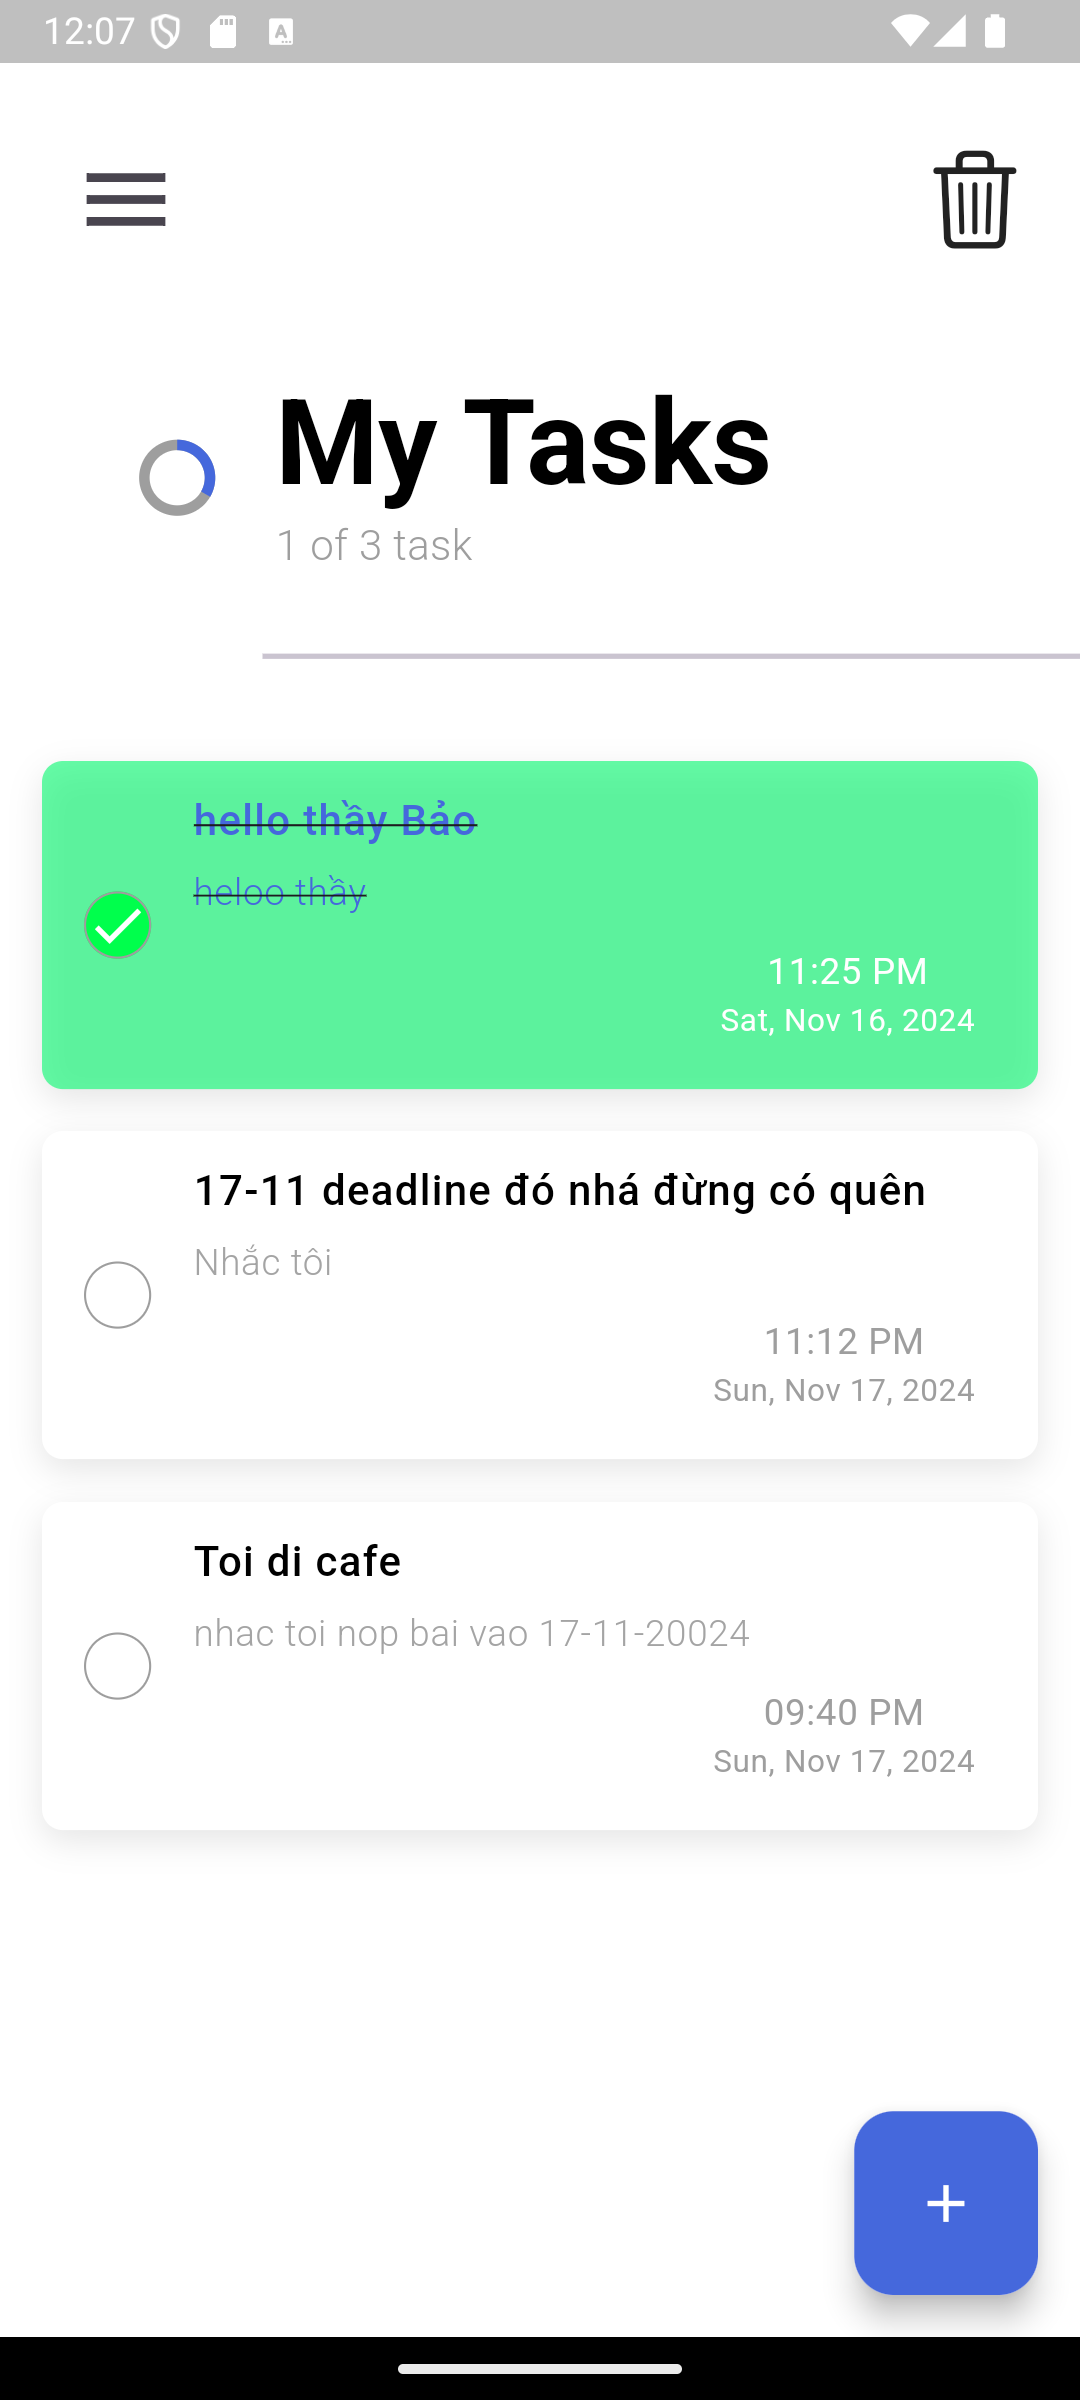 12:07
My Tasks
1 of 3 task
hello thầy Bảo
heloo thầy
11:25 PM
Sat, Nov 16, 2024
17-11 deadline đó nhá đừng có quên
Nhắc tôi
11:12 PM
Sun, Nov 17, 2024
Toi di cafe
nhac toi nop bai vao 17-11-20024
09:40 PM
Sun, Nov 17, 2024